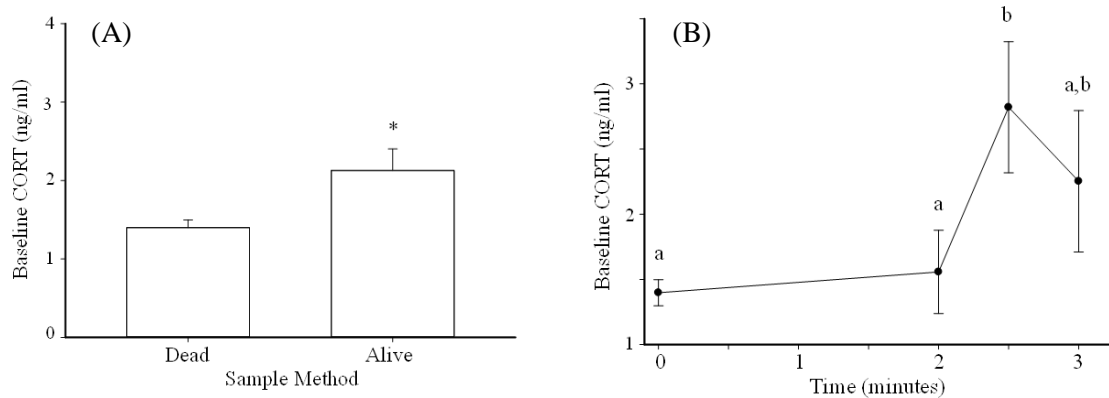 (A)
4
3
2
1
0
Baseline CORT (ng/ml)
*
Dead Alive
Sample Method
(B)
b
a,b
a
a
3
2
1
Baseline CORT (ng/ml)
0 1 2 3
Time (minutes)